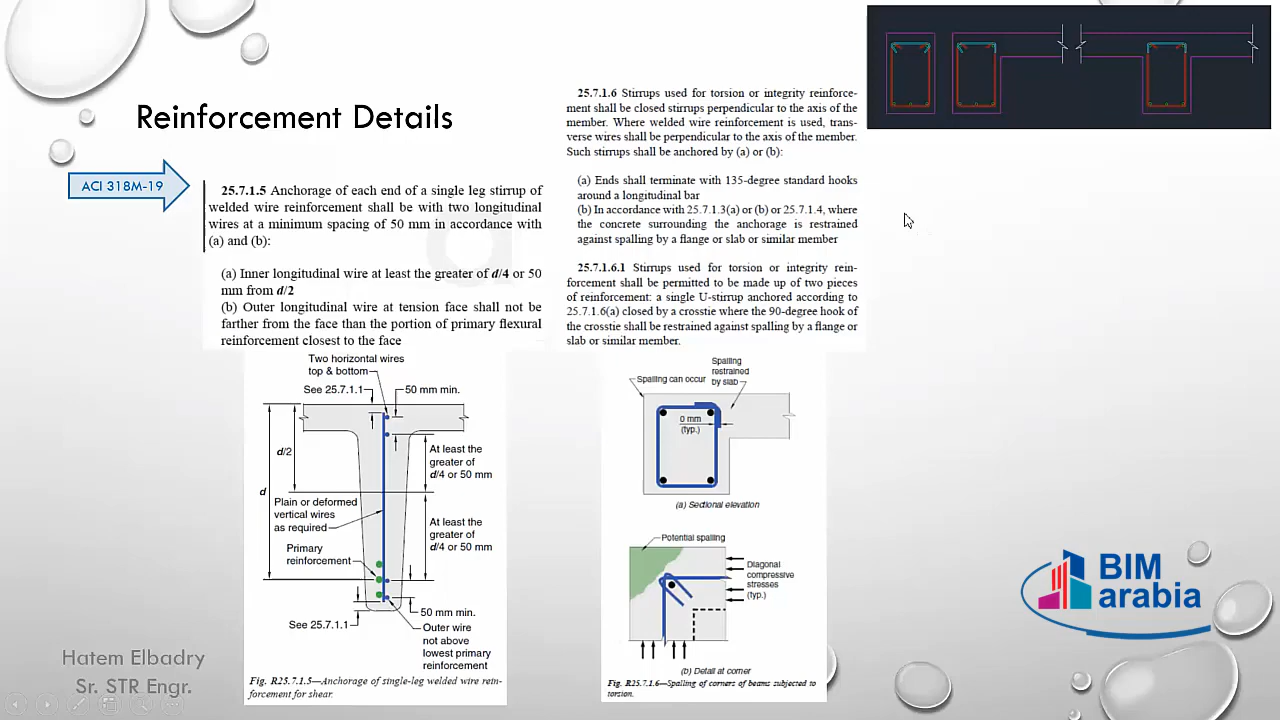 Reinforcement Details
ACI 318M-19
25.7.1.5 Anchorage of each end of a single leg stirrup of
welded wire reinforcement shall be with two longitudinal
wires at a minimum spacing of 50 mm in accordance with
(a) and (b):
(a) Inner longitudinal wire at least the greater of d/4 or 50
mm from d/2
(b) Outer longitudinal wire at tension face shall not be
farther from the face than the portion of primary flexural
reinforcement closest to the face
Two horizontal wires
top & bottom
See 25.7.1.1
50 mm min.
d/2
d
At least the
greater of
d/4 or 50 mm
Plain or deformed
vertical wires
as required
At least the
greater of
d/4 or 50 mm
Primary
reinforcement
50 mm min.
See 25.7.1.1
Outer wire
not above
lowest primary
reinforcement
Fig. R25.7.1.5—Anchorage of single-leg welded wire rein-
forcement for shear.
25.7.1.6 Stirrups used for torsion or integrity reinforce-
ment shall be closed stirrups perpendicular to the axis of the
member. Where welded wire reinforcement is used, trans-
verse wires shall be perpendicular to the axis of the member.
Such stirrups shall be anchored by (a) or (b):
(a) Ends shall terminate with 135-degree standard hooks
around a longitudinal bar
(b) In accordance with 25.7.1.3(a) or (b) or 25.7.1.4, where
the concrete surrounding the anchorage is restrained
against spalling by a flange or slab or similar member
25.7.1.6.1 Stirrups used for torsion or integrity rein-
forcement shall be permitted to be made up of two pieces
of reinforcement: a single U-stirrup anchored according to
25.7.1.6(a) closed by a crosstie where the 90-degree hook of
the crosstie shall be restrained against spalling by a flange or
slab or similar member.
Spalling can occur
Spalling
restrained
by slab
0 mm
(typ.)
(a) Sectional elevation
Potential spalling
Diagonal
compressive
stresses
(typ.)
(b) Detail at corner
Fig. R25.7.1.6—Spalling of corners of beams subjected to
torsion.
BIM
arabia
Hatem Elbadry
Sr. STR Engr.